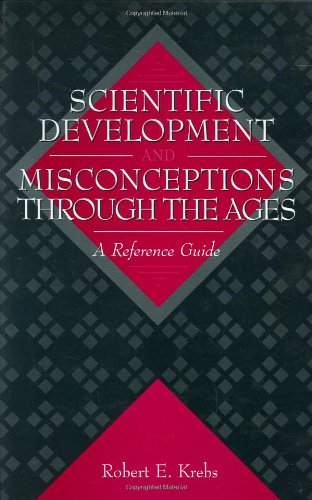 SCIENTIFIC
DEVELOPMENT
AND
MISCONCEPTIONS
THROUGH THE AGES
A Reference Guide
Robert E. Krebs